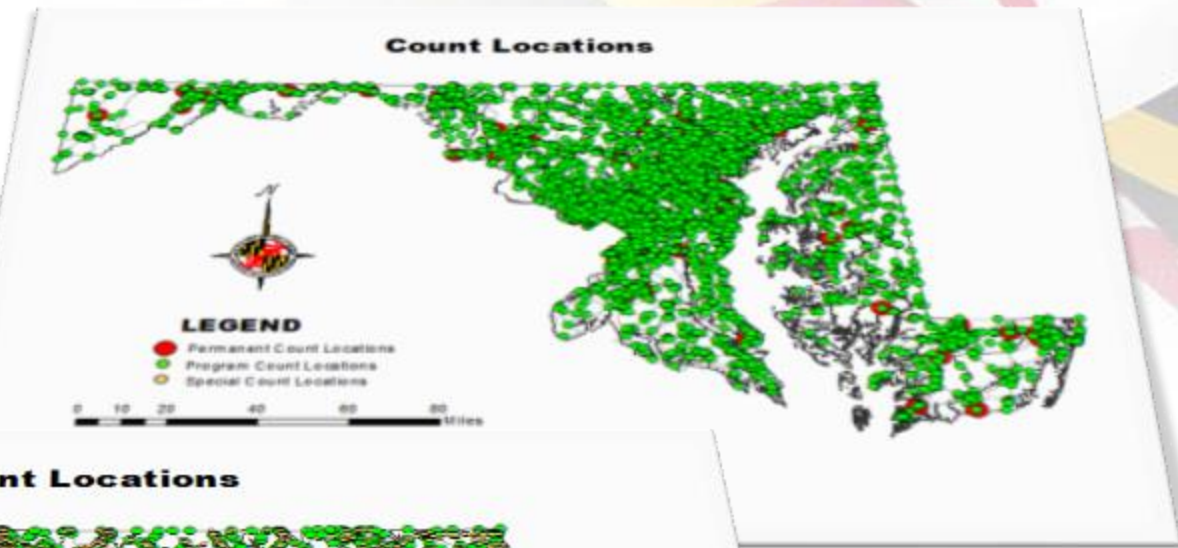 Count Locations
N
LEGEND
Permanent Count Locations
Program Count Locations
Special Count Locations
0 10 20 40 60 80
Miles
nt Locations